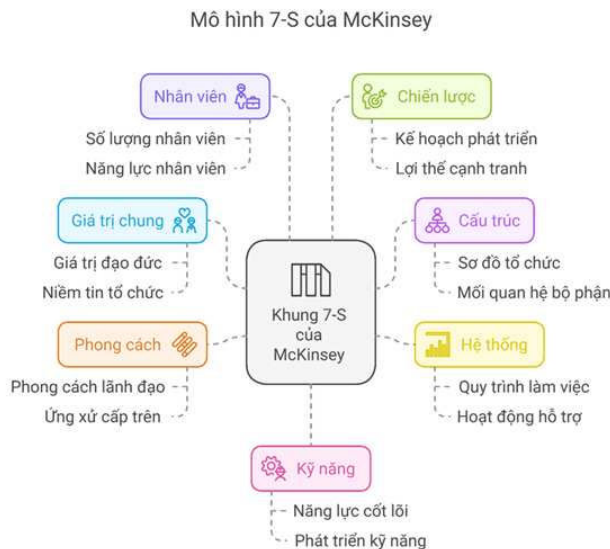 Mô hình 7-S của McKinsey
Nhân viên
Số lượng nhân viên
Năng lực nhân viên
Chiến lược
Kế hoạch phát triển
Lợi thế cạnh tranh
Giá trị chung
Giá trị đạo đức
Niềm tin tổ chức
Cấu trúc
Sơ đồ tổ chức
Mối quan hệ bộ phận
Khung 7-S
của
McKinsey
Phong cách
Phong cách lãnh đạo
Ứng xử cấp trên
Hệ thống
Quy trình làm việc
Hoạt động hỗ trợ
Kỹ năng
Năng lực cốt lõi
Phát triển kỹ năng